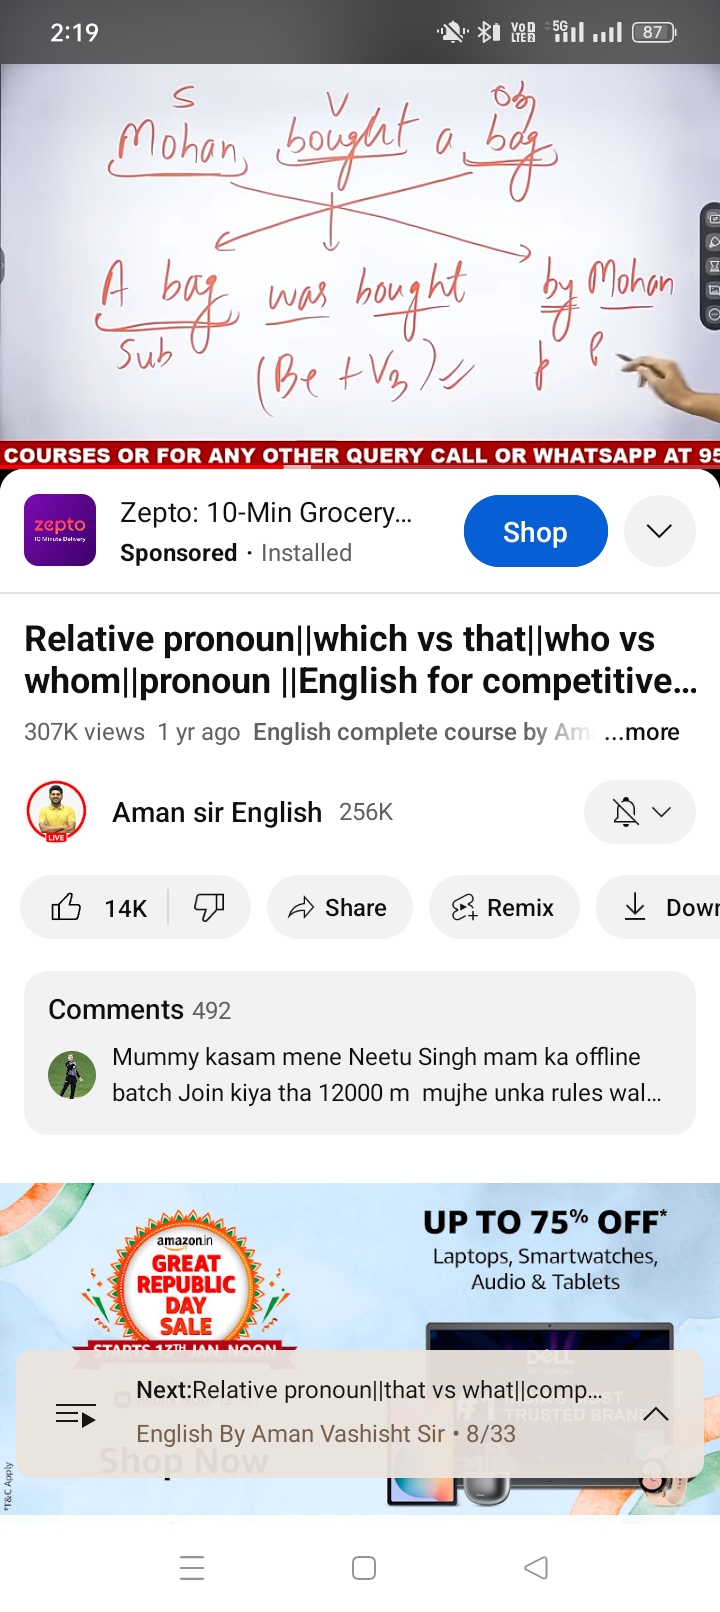 2:19
VoD LTE2 5G 87
S V Obj
Mohan bought a bag
A bag was bought by Mohan
Sub
(Be + V3)
COURSES OR FOR ANY OTHER QUERY CALL OR WHATSAPP AT 95
zepto
10 Minute Delivery
Zepto: 10-Min Grocery...
Sponsored · Installed
Shop
Relative pronoun||which vs that||who vs
whom||pronoun ||English for competitive...
307K views 1 yr ago English complete course by Am ...more
LIVE
Aman sir English 256K
14K
Share
Remix
Down
Comments 492
Mummy kasam mene Neetu Singh mam ka offline
batch Join kiya tha 12000 m mujhe unka rules wal...
amazon.in
GREAT
REPUBLIC
DAY
SALE
STARTS 13TH JAN, NOON
UP TO 75% OFF*
Laptops, Smartwatches,
Audio & Tablets
DELL
TRUSTED BRAND
Next:Relative pronoun||that vs what||comp...
English By Aman Vashisht Sir • 8/33
Shop Now
*T&C Apply